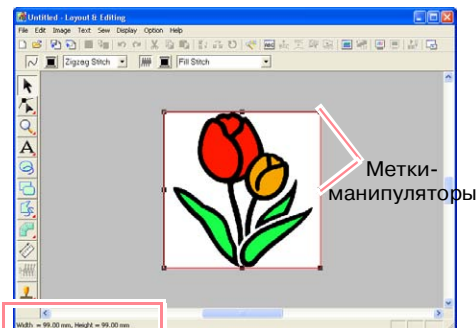 Untitled - Layout & Editing
File Edit Image Text Sew Display Option Help
Zigzag Stitch Fill Stitch
Метки-
манипуляторы
Width = 99.00 mm, Height = 99.00 mm